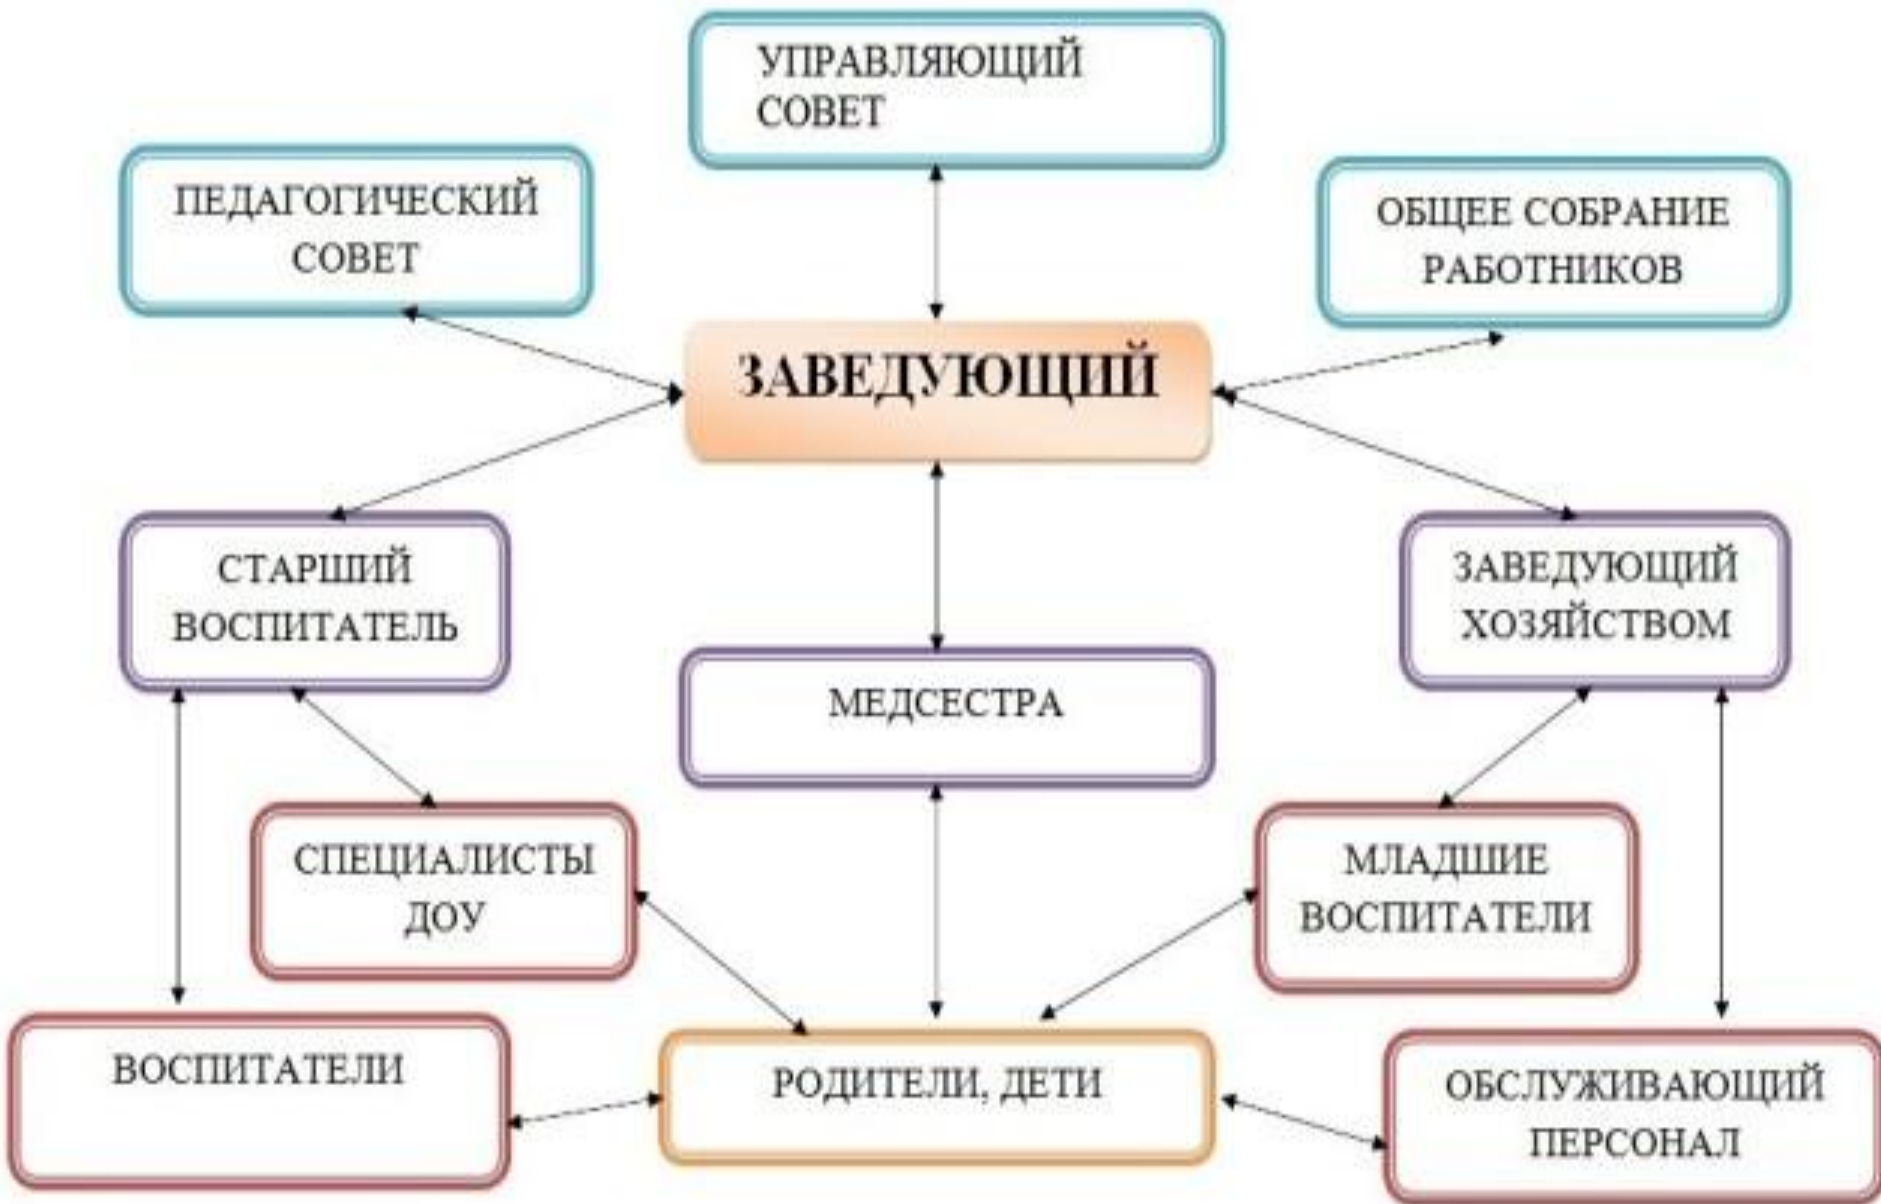 УПРАВЛЯЮЩИЙ
СОВЕТ
ПЕДАГОГИЧЕСКИЙ
СОВЕТ
ОБЩЕЕ СОБРАНИЕ
РАБОТНИКОВ
ЗАВЕДУЮЩИЙ
СТАРШИЙ
ВОСПИТАТЕЛЬ
МЕДСЕСТРА
ЗАВЕДУЮЩИЙ
ХОЗЯЙСТВОМ
СПЕЦИАЛИСТЫ
ДОУ
МЛАДШИЕ
ВОСПИТАТЕЛИ
ВОСПИТАТЕЛИ
РОДИТЕЛИ, ДЕТИ
ОБСЛУЖИВАЮЩИЙ
ПЕРСОНАЛ